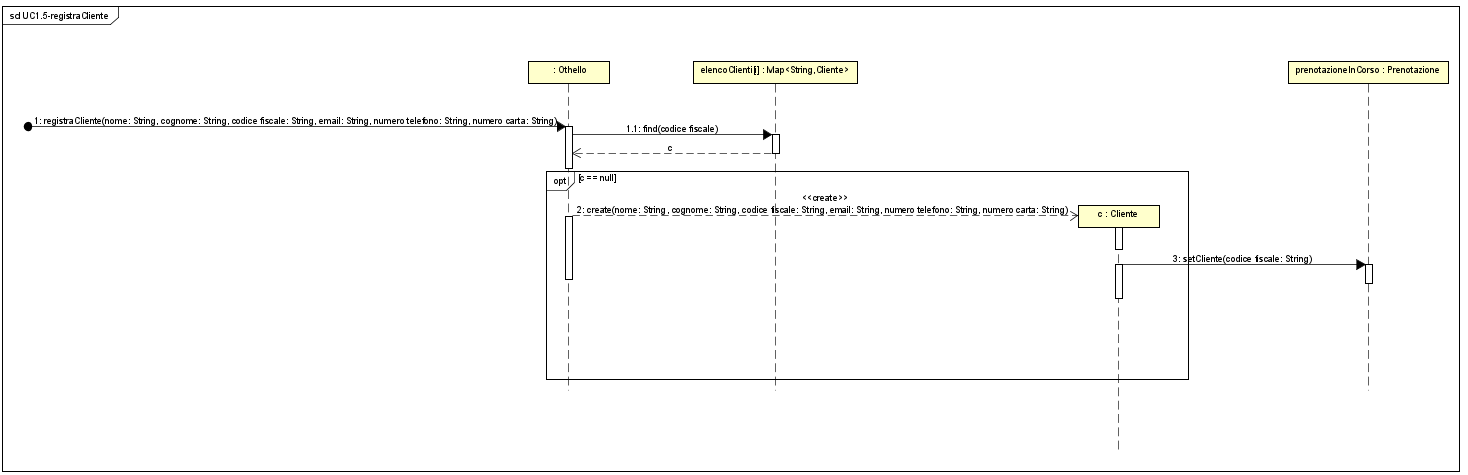 sd UC1.5-registraCliente
: Othello
elencoClienti[i] : Map<String,Cliente>
prenotazioneInCorso : Prenotazione
1: registraCliente(nome: String, cognome: String, codice fiscale: String, email: String, numero telefono: String, numero carta: String)
1.1: find(codice fiscale)
c
opt
[c == null]
<<create>>
2: create(nome: String, cognome: String, codice fiscale: String, email: String, numero telefono: String, numero carta: String)
c : Cliente
3: setCliente(codice fiscale: String)